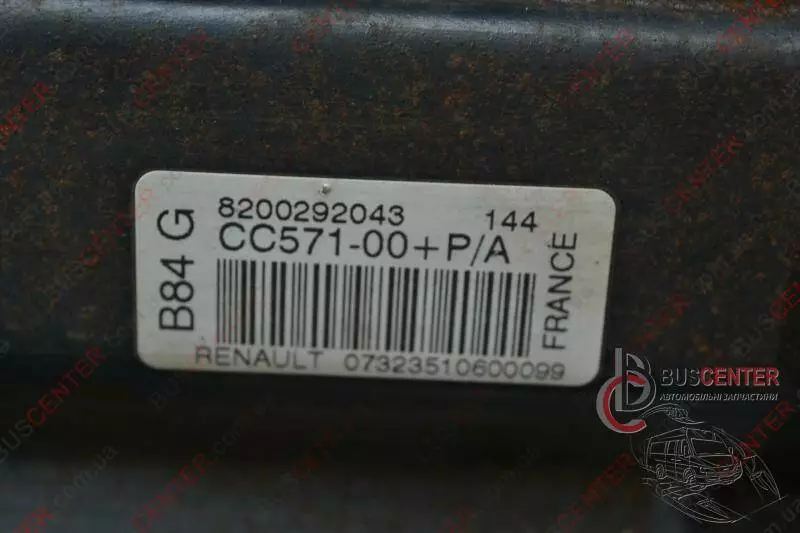 B84 G
8200292043 144
CC571-00+P/A
FRANCE
RENAULT 07323510600099
BUSCENTER
АВТОМОБІЛЬНІ ЗАПЧАСТИНИ